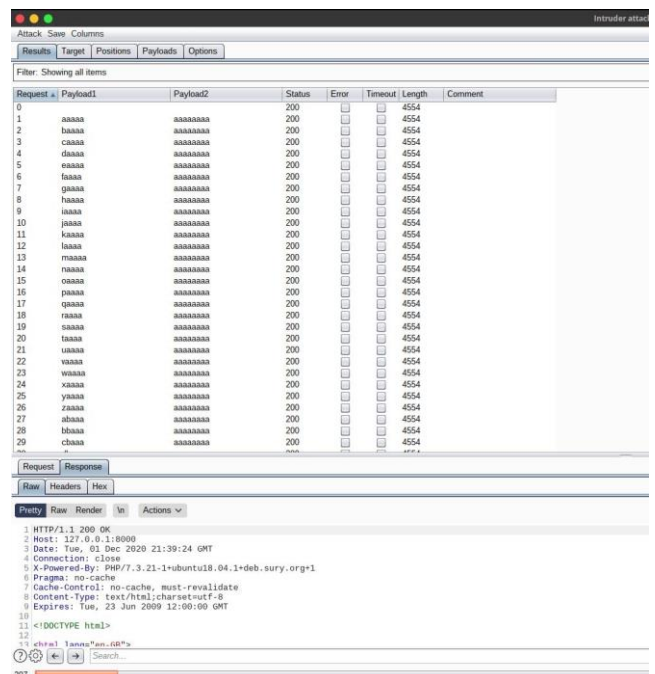 Intruder attack
Attack Save Columns
Results Target Positions Payloads Options
Filter: Showing all items
Request Payload1 Payload2 Status Error Timeout Length Comment
0 200 4554
1 aaaaa aaaaaaaa 200 4554
2 baaaa aaaaaaaa 200 4554
3 caaaa aaaaaaaa 200 4554
4 daaaa aaaaaaaa 200 4554
5 eaaaa aaaaaaaa 200 4554
6 faaaa aaaaaaaa 200 4554
7 gaaaa aaaaaaaa 200 4554
8 haaaa aaaaaaaa 200 4554
9 iaaaa aaaaaaaa 200 4554
10 jaaaa aaaaaaaa 200 4554
11 kaaaa aaaaaaaa 200 4554
12 laaaa aaaaaaaa 200 4554
13 maaaa aaaaaaaa 200 4554
14 naaaa aaaaaaaa 200 4554
15 oaaaa aaaaaaaa 200 4554
16 paaaa aaaaaaaa 200 4554
17 qaaaa aaaaaaaa 200 4554
18 raaaa aaaaaaaa 200 4554
19 saaaa aaaaaaaa 200 4554
20 taaaa aaaaaaaa 200 4554
21 uaaaa aaaaaaaa 200 4554
22 vaaaa aaaaaaaa 200 4554
23 waaaa aaaaaaaa 200 4554
24 xaaaa aaaaaaaa 200 4554
25 yaaaa aaaaaaaa 200 4554
26 zaaaa aaaaaaaa 200 4554
27 abaaa aaaaaaaa 200 4554
28 bbaaa aaaaaaaa 200 4554
29 cbaaa aaaaaaaa 200 4554
Request Response
Raw Headers Hex
Pretty Raw Render \n Actions
1 HTTP/1.1 200 OK
2 Host: 127.0.0.1:8000
3 Date: Tue, 01 Dec 2020 21:39:24 GMT
4 Connection: close
5 X-Powered-By: PHP/7.3.21-1+ubuntu18.04.1+deb.sury.org+1
6 Pragma: no-cache
7 Cache-Control: no-cache, must-revalidate
8 Content-Type: text/html;charset=utf-8
9 Expires: Tue, 23 Jun 2009 12:00:00 GMT
10
11 <!DOCTYPE html>
12
13 <html lang="en-GB">
Search...